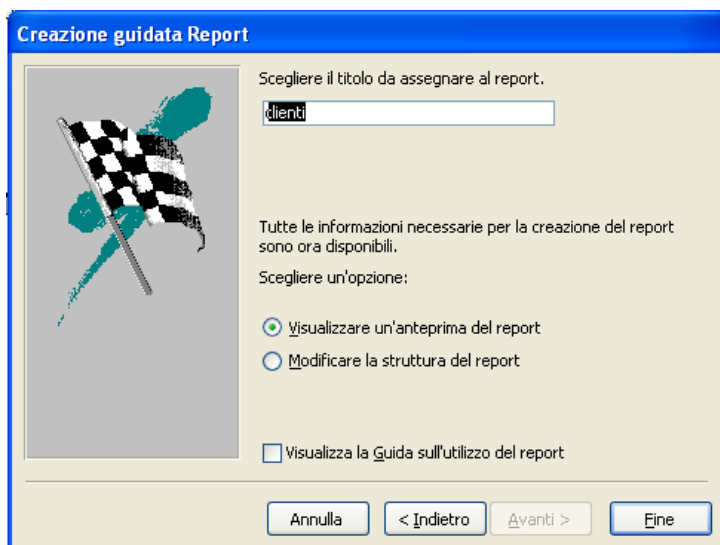 Creazione guidata Report
Scegliere il titolo da assegnare al report.
clienti
Tutte le informazioni necessarie per la creazione del report
sono ora disponibili.
Scegliere un'opzione:
Visualizzare un'anteprima del report
Modificare la struttura del report
Visualizza la Guida sull'utilizzo del report
Annulla
< Indietro
Avanti >
Fine